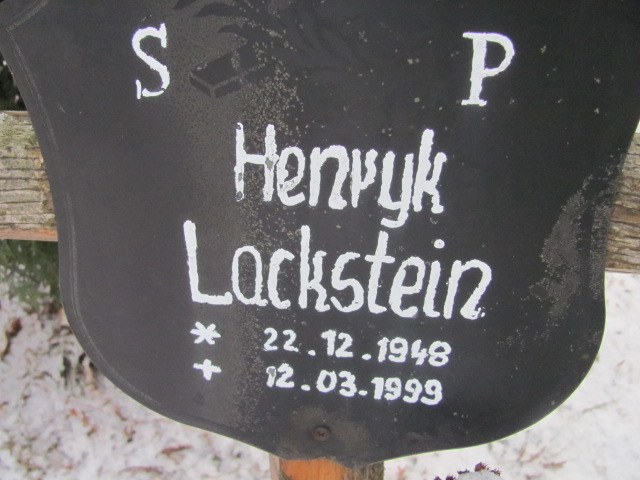 S P
Henryk
Lackstein
* 22.12.1948
+ 12.03.1999